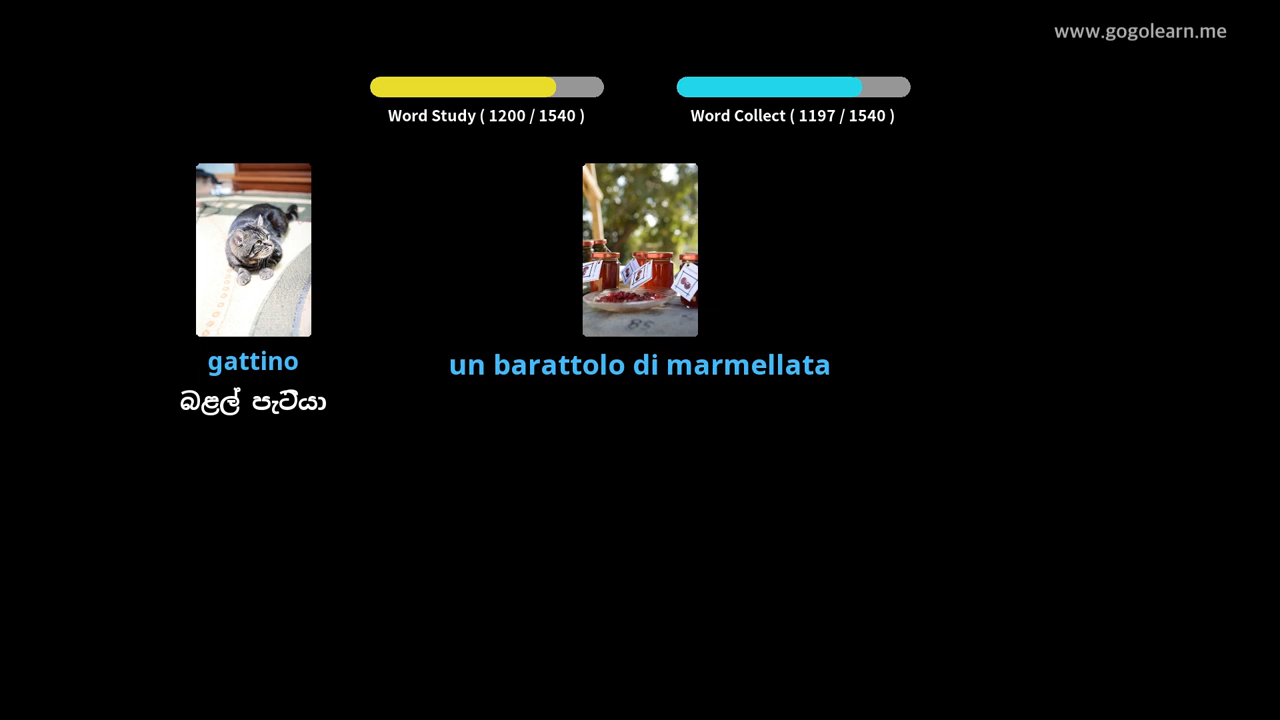 www.gogolearn.me
Word Study ( 1200 / 1540 )
Word Collect ( 1197 / 1540 )
gattino
බළල් පැටියා
un barattolo di marmellata